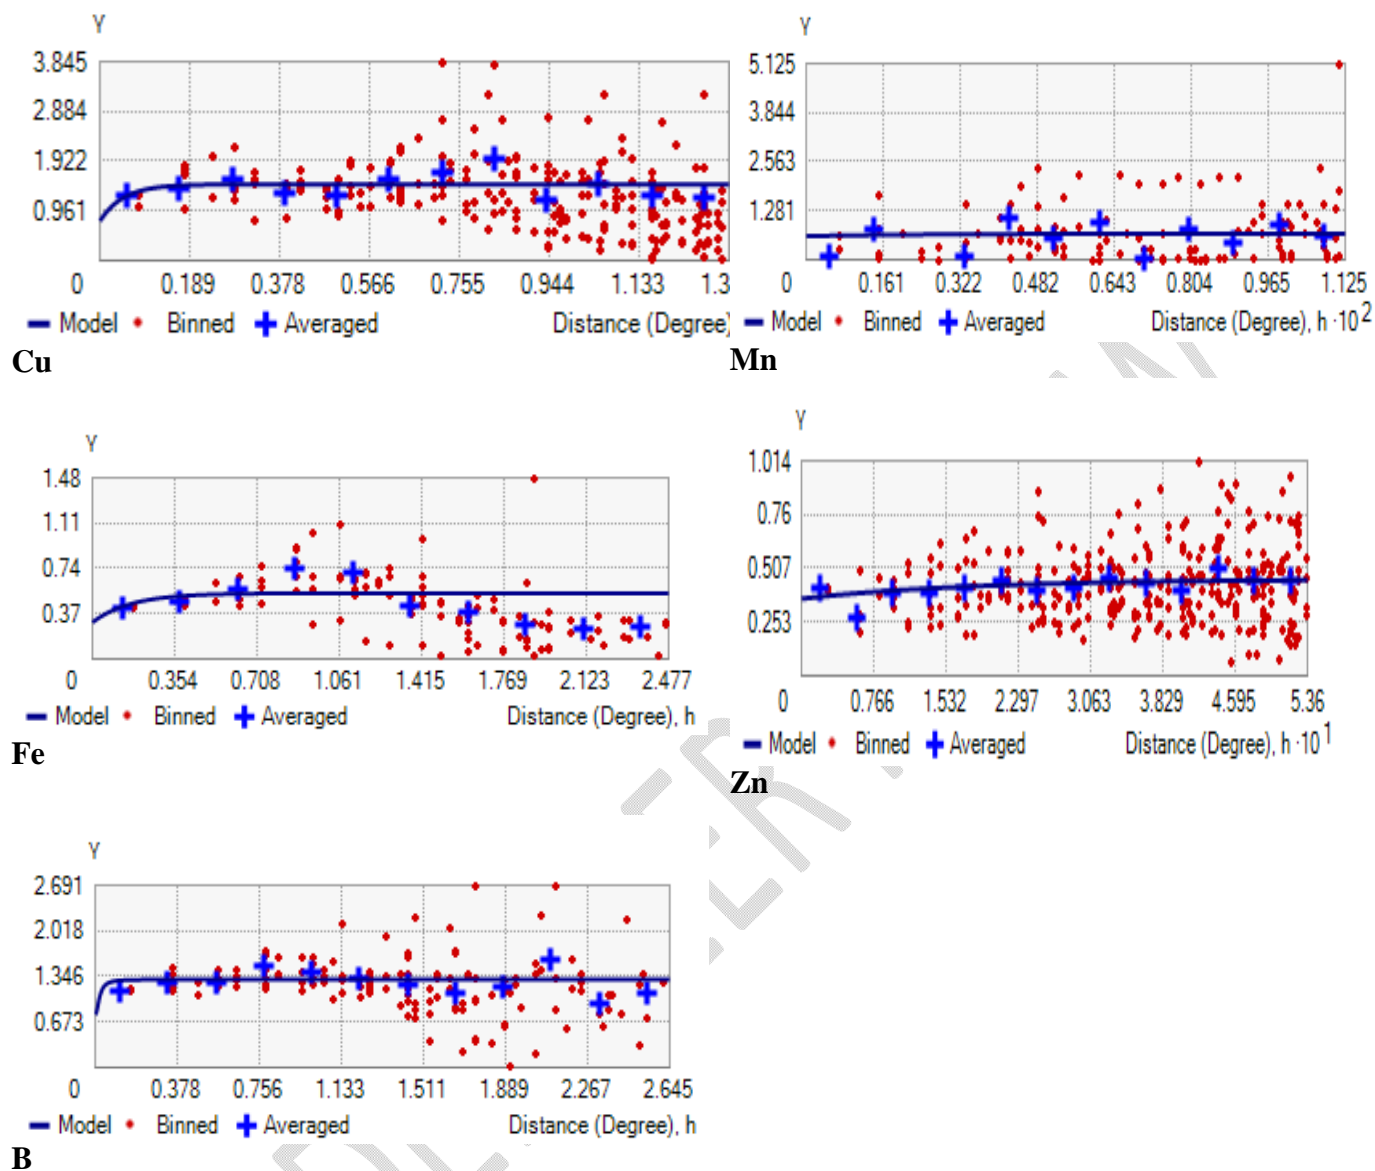 Y
3.845
2.884
1.922
0.961
0 0.189 0.378 0.566 0.755 0.944 1.133 1.3
Model Binned Averaged Distance (Degree)
Cu
Y
5.125
3.844
2.563
1.281
0 0.161 0.322 0.482 0.643 0.804 0.965 1.125
Model Binned Averaged Distance (Degree), h ·10 2
Mn
Y
1.48
1.11
0.74
0.37
0 0.354 0.708 1.061 1.415 1.769 2.123 2.477
Model Binned Averaged Distance (Degree), h
Fe
Y
1.014
0.76
0.507
0.253
0 0.766 1.532 2.297 3.063 3.829 4.595 5.36
Model Binned Averaged Distance (Degree), h ·10 1
Zn
Y
2.691
2.018
1.346
0.673
0 0.378 0.756 1.133 1.511 1.889 2.267 2.645
Model Binned Averaged Distance (Degree), h
B